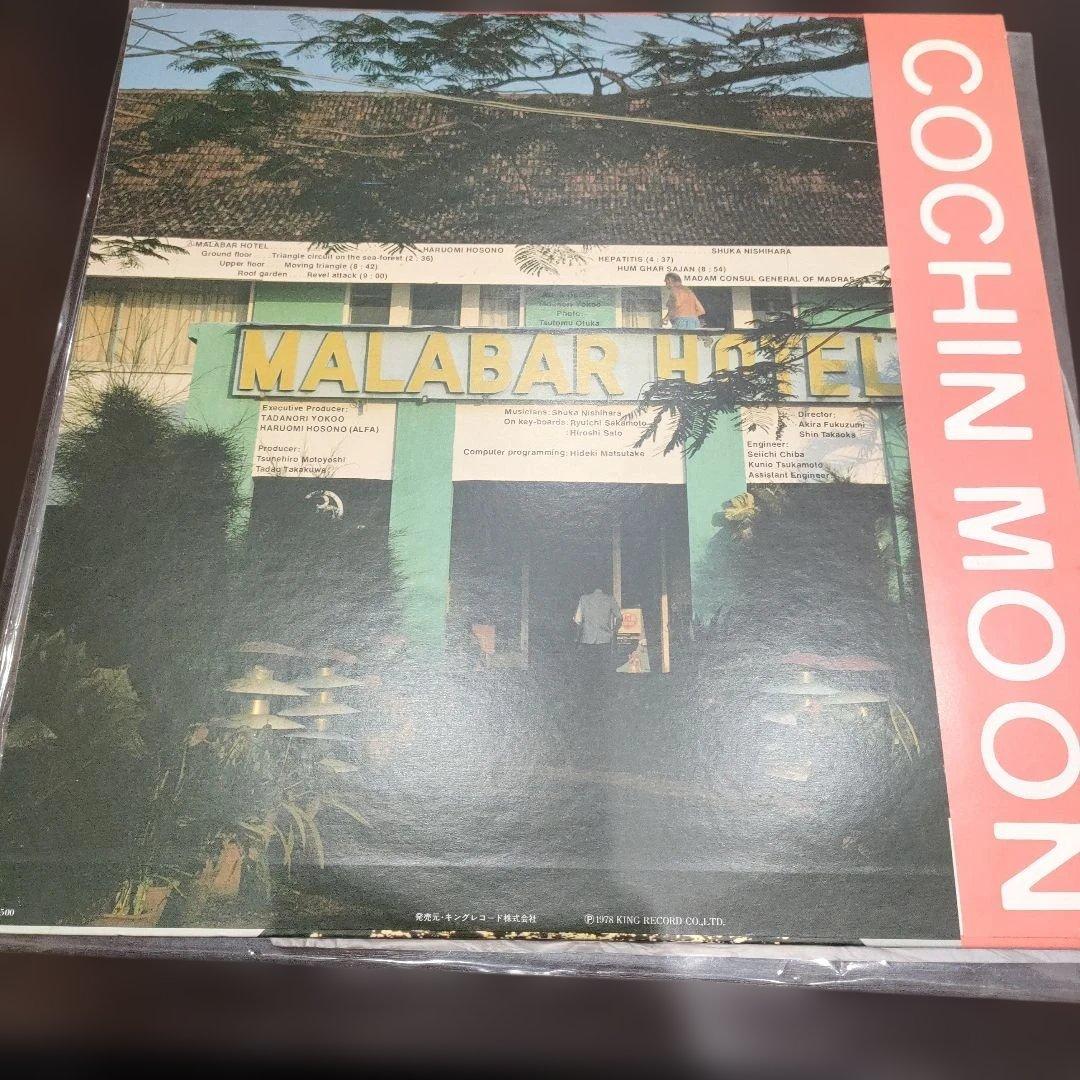 COCHIN MOON
MALABAR HOTEL
Ground floor . . Triangle circuit on the sea-forest (2 : 36)
Upper floor . . Moving triangle (8 : 42)
Roof garden . . . Revel attack (9 : 00)
HARUOMI HOSONO
SHUKA NISHIHARA
HEPATITIS (4 : 37)
HUM GHAR SAJAN (8 : 54)
MADAM CONSUL GENERAL OF MADRAS
Tadanori Yokoo
Photo:
Tsutomu Otuka
MALABAR HOTEL
Executive Producer:
TADANORI YOKOO
HARUOMI HOSONO (ALFA)
Producer:
Tsunehiro Motoyoshi
Tadao Takakuwa
Musicians: Shuka Nishihara
On key-boards: Ryuichi Sakamoto
: Hiroshi Sato
Computer programming: Hideki Matsutake
Director:
Akira Fukuzumi
Shin Takaoka
Engineer:
Seiichi Chiba
Kunio Tsukamoto
Assistant Engineer:
500
発売元・キングレコード株式会社
Ⓟ1978 KING RECORD CO.,LTD.